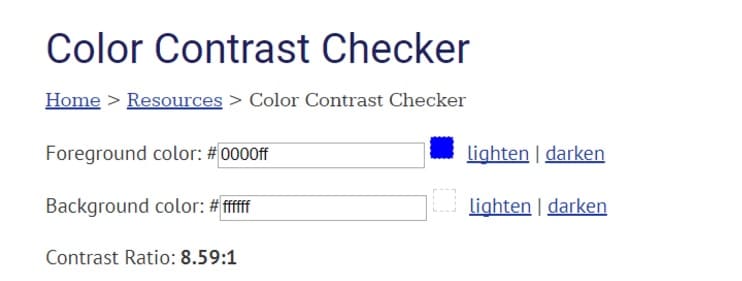 Color Contrast Checker
Home > Resources > Color Contrast Checker
Foreground color: # 0000ff lighten | darken
Background color: # ffffff lighten | darken
Contrast Ratio: 8.59:1